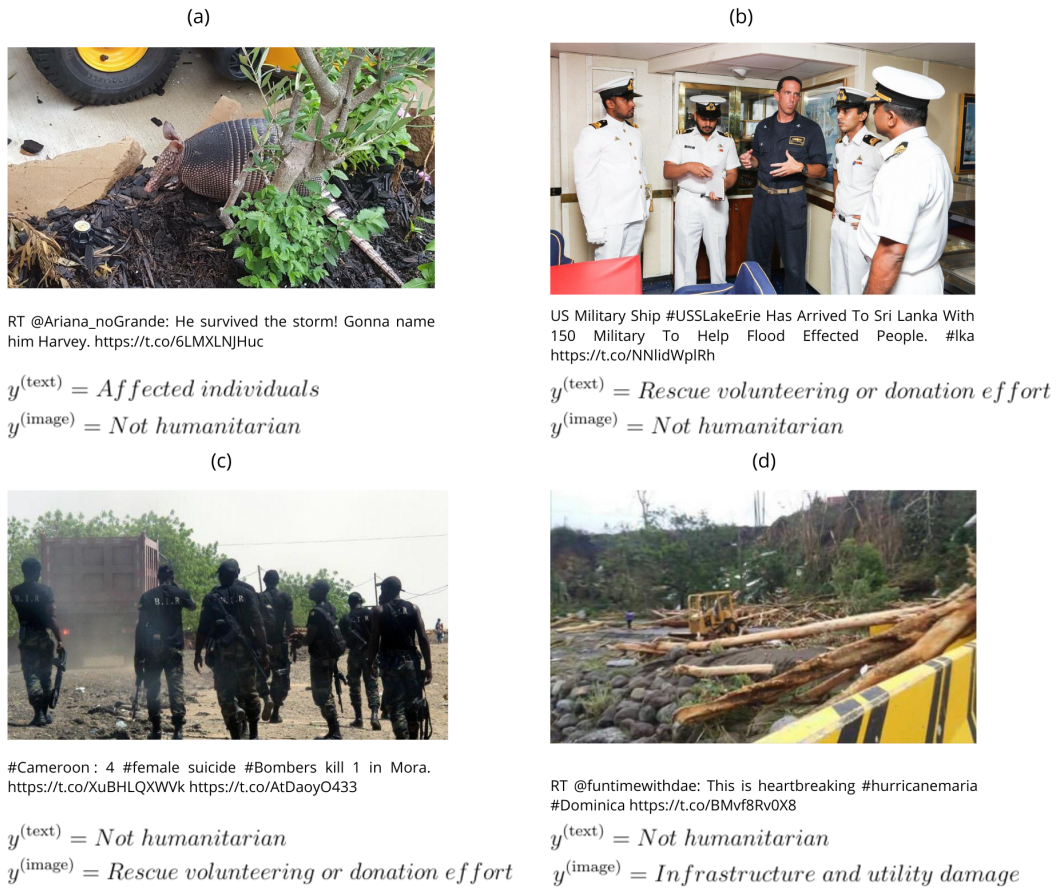 (a)
RT @Ariana_noGrande: He survived the storm! Gonna name
him Harvey. https://t.co/6LMXLNJHuc
y^(text) = Affected individuals
y^(image) = Not humanitarian
(b)
US Military Ship #USSLakeErie Has Arrived To Sri Lanka With
150 Military To Help Flood Effected People. #lka
https://t.co/NNlidWplRh
y^(text) = Rescue volunteering or donation effort
y^(image) = Not humanitarian
(c)
B.I.R
B.I.R
B.I.R
#Cameroon : 4 #female suicide #Bombers kill 1 in Mora.
https://t.co/XuBHLQXWVk https://t.co/AtDaoyO433
y^(text) = Not humanitarian
y^(image) = Rescue volunteering or donation effort
(d)
RT @funtimewithdae: This is heartbreaking #hurricanemaria
#Dominica https://t.co/BMvf8Rv0X8
y^(text) = Not humanitarian
y^(image) = Infrastructure and utility damage